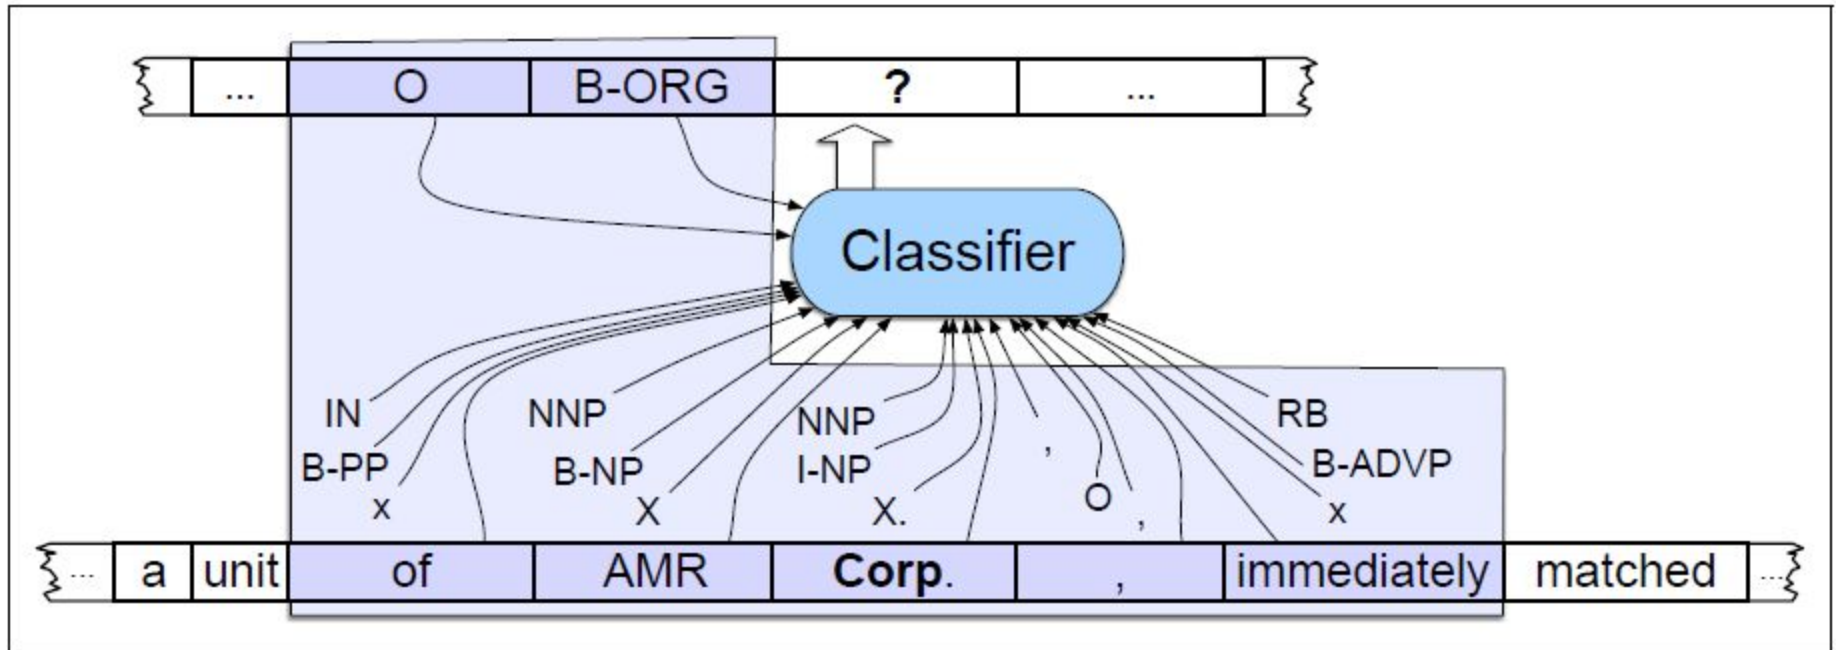 ... O B-ORG ? ...
Classifier
IN NNP NNP , RB
B-PP B-NP I-NP O B-ADVP
x X X. , x
... a unit of AMR Corp. , immediately matched ...